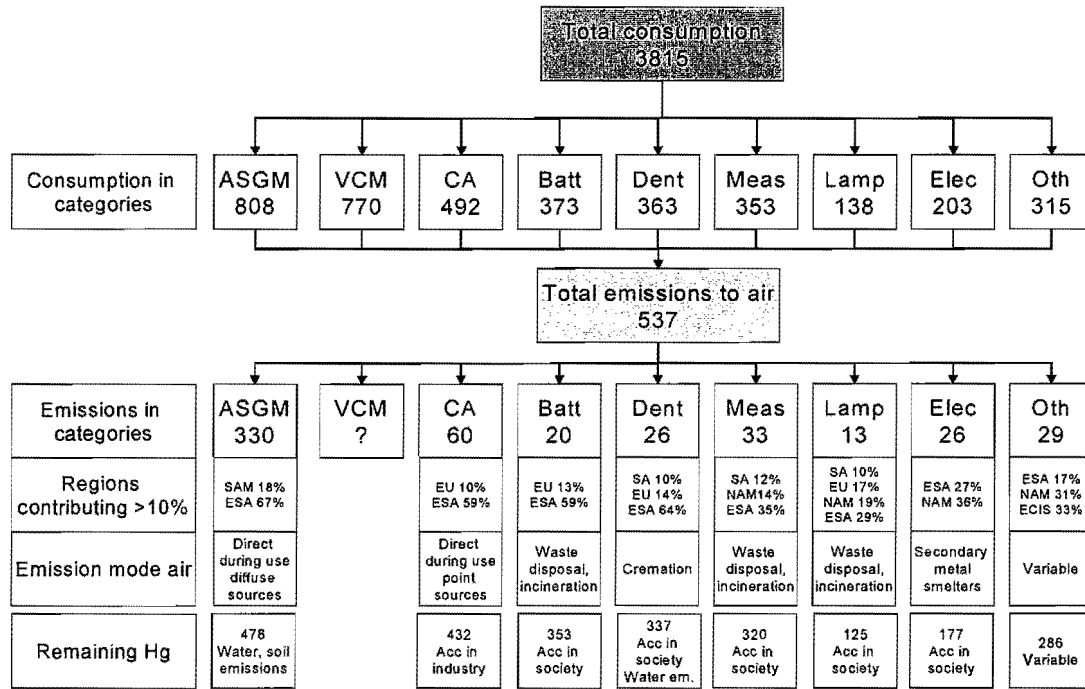 Total consumption
3815
Consumption in
categories
ASGM
808
VCM
770
CA
492
Batt
373
Dent
363
Meas
353
Lamp
138
Elec
203
Oth
315
Total emissions to air
537
Emissions in
categories
ASGM
330
VCM
?
CA
60
Batt
20
Dent
26
Meas
33
Lamp
13
Elec
26
Oth
29
Regions
contributing >10%
SAM 18%
ESA 67%
EU 10%
ESA 59%
EU 13%
ESA 59%
SA 10%
EU 14%
ESA 64%
SA 12%
NAM14%
ESA 35%
SA 10%
EU 17%
NAM 19%
ESA 29%
ESA 27%
NAM 36%
ESA 17%
NAM 31%
ECIS 33%
Emission mode air
Direct
during use
diffuse
sources
Direct
during use
point
sources
Waste
disposal,
incineration
Cremation
Waste
disposal,
incineration
Waste
disposal,
incineration
Secondary
metal
smelters
Variable
Remaining Hg
478
Water, soil
emissions
432
Acc in
industry
353
Acc in
society
337
Acc in
society
Water em.
320
Acc in
society
125
Acc in
society
177
Acc in
society
286
Variable